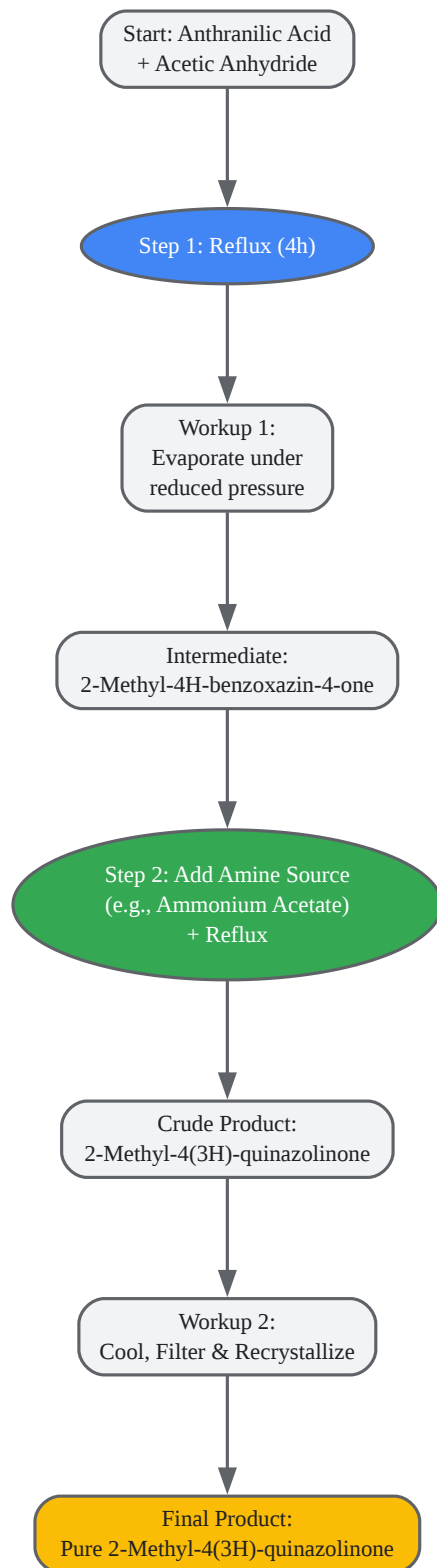 Start: Anthranilic Acid
+ Acetic Anhydride
Step 1: Reflux (4h)
Workup 1:
Evaporate under
reduced pressure
Intermediate:
2-Methyl-4H-benzoxazin-4-one
Step 2: Add Amine Source
(e.g., Ammonium Acetate)
+ Reflux
Crude Product:
2-Methyl-4(3H)-quinazolinone
Workup 2:
Cool, Filter & Recrystallize
Final Product:
Pure 2-Methyl-4(3H)-quinazolinone